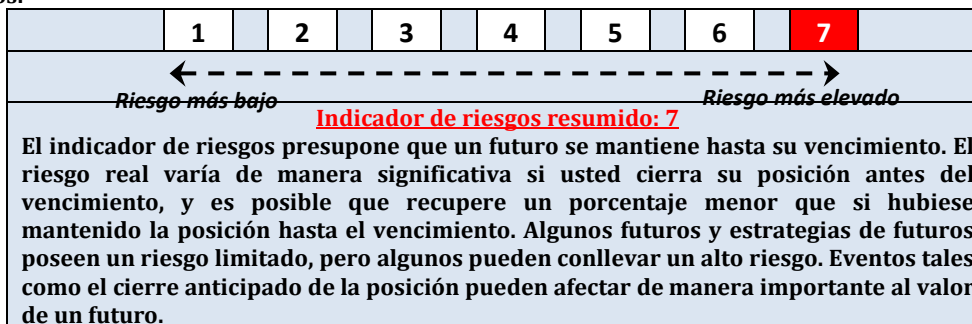 os.
1 2 3 4 5 6 7
Riesgo más bajo Riesgo más elevado
Indicador de riesgos resumido: 7
El indicador de riesgos presupone que un futuro se mantiene hasta su vencimiento. El
riesgo real varía de manera significativa si usted cierra su posición antes del
vencimiento, y es posible que recupere un porcentaje menor que si hubiese
mantenido la posición hasta el vencimiento. Algunos futuros y estrategias de futuros
poseen un riesgo limitado, pero algunos pueden conllevar un alto riesgo. Eventos tales
como el cierre anticipado de la posición pueden afectar de manera importante al valor
de un futuro.